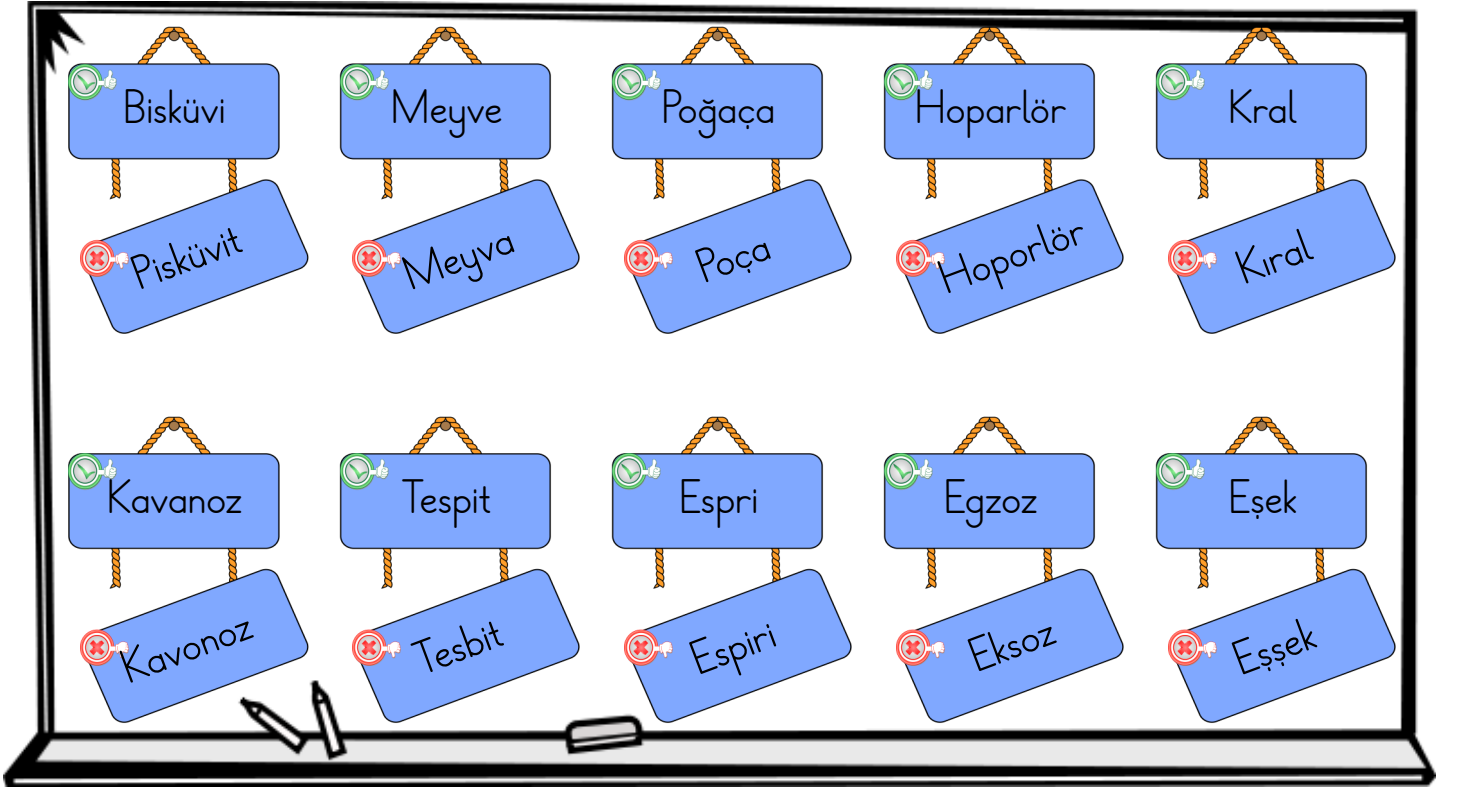 Bisküvi
Meyve
Poğaça
Hoparlör
Kral
Pisküvit
Meyva
Poça
Hoporlör
Kıral
Kavanoz
Tespit
Espri
Egzoz
Eşek
Kavonoz
Tesbit
Espiri
Eksoz
Eşşek